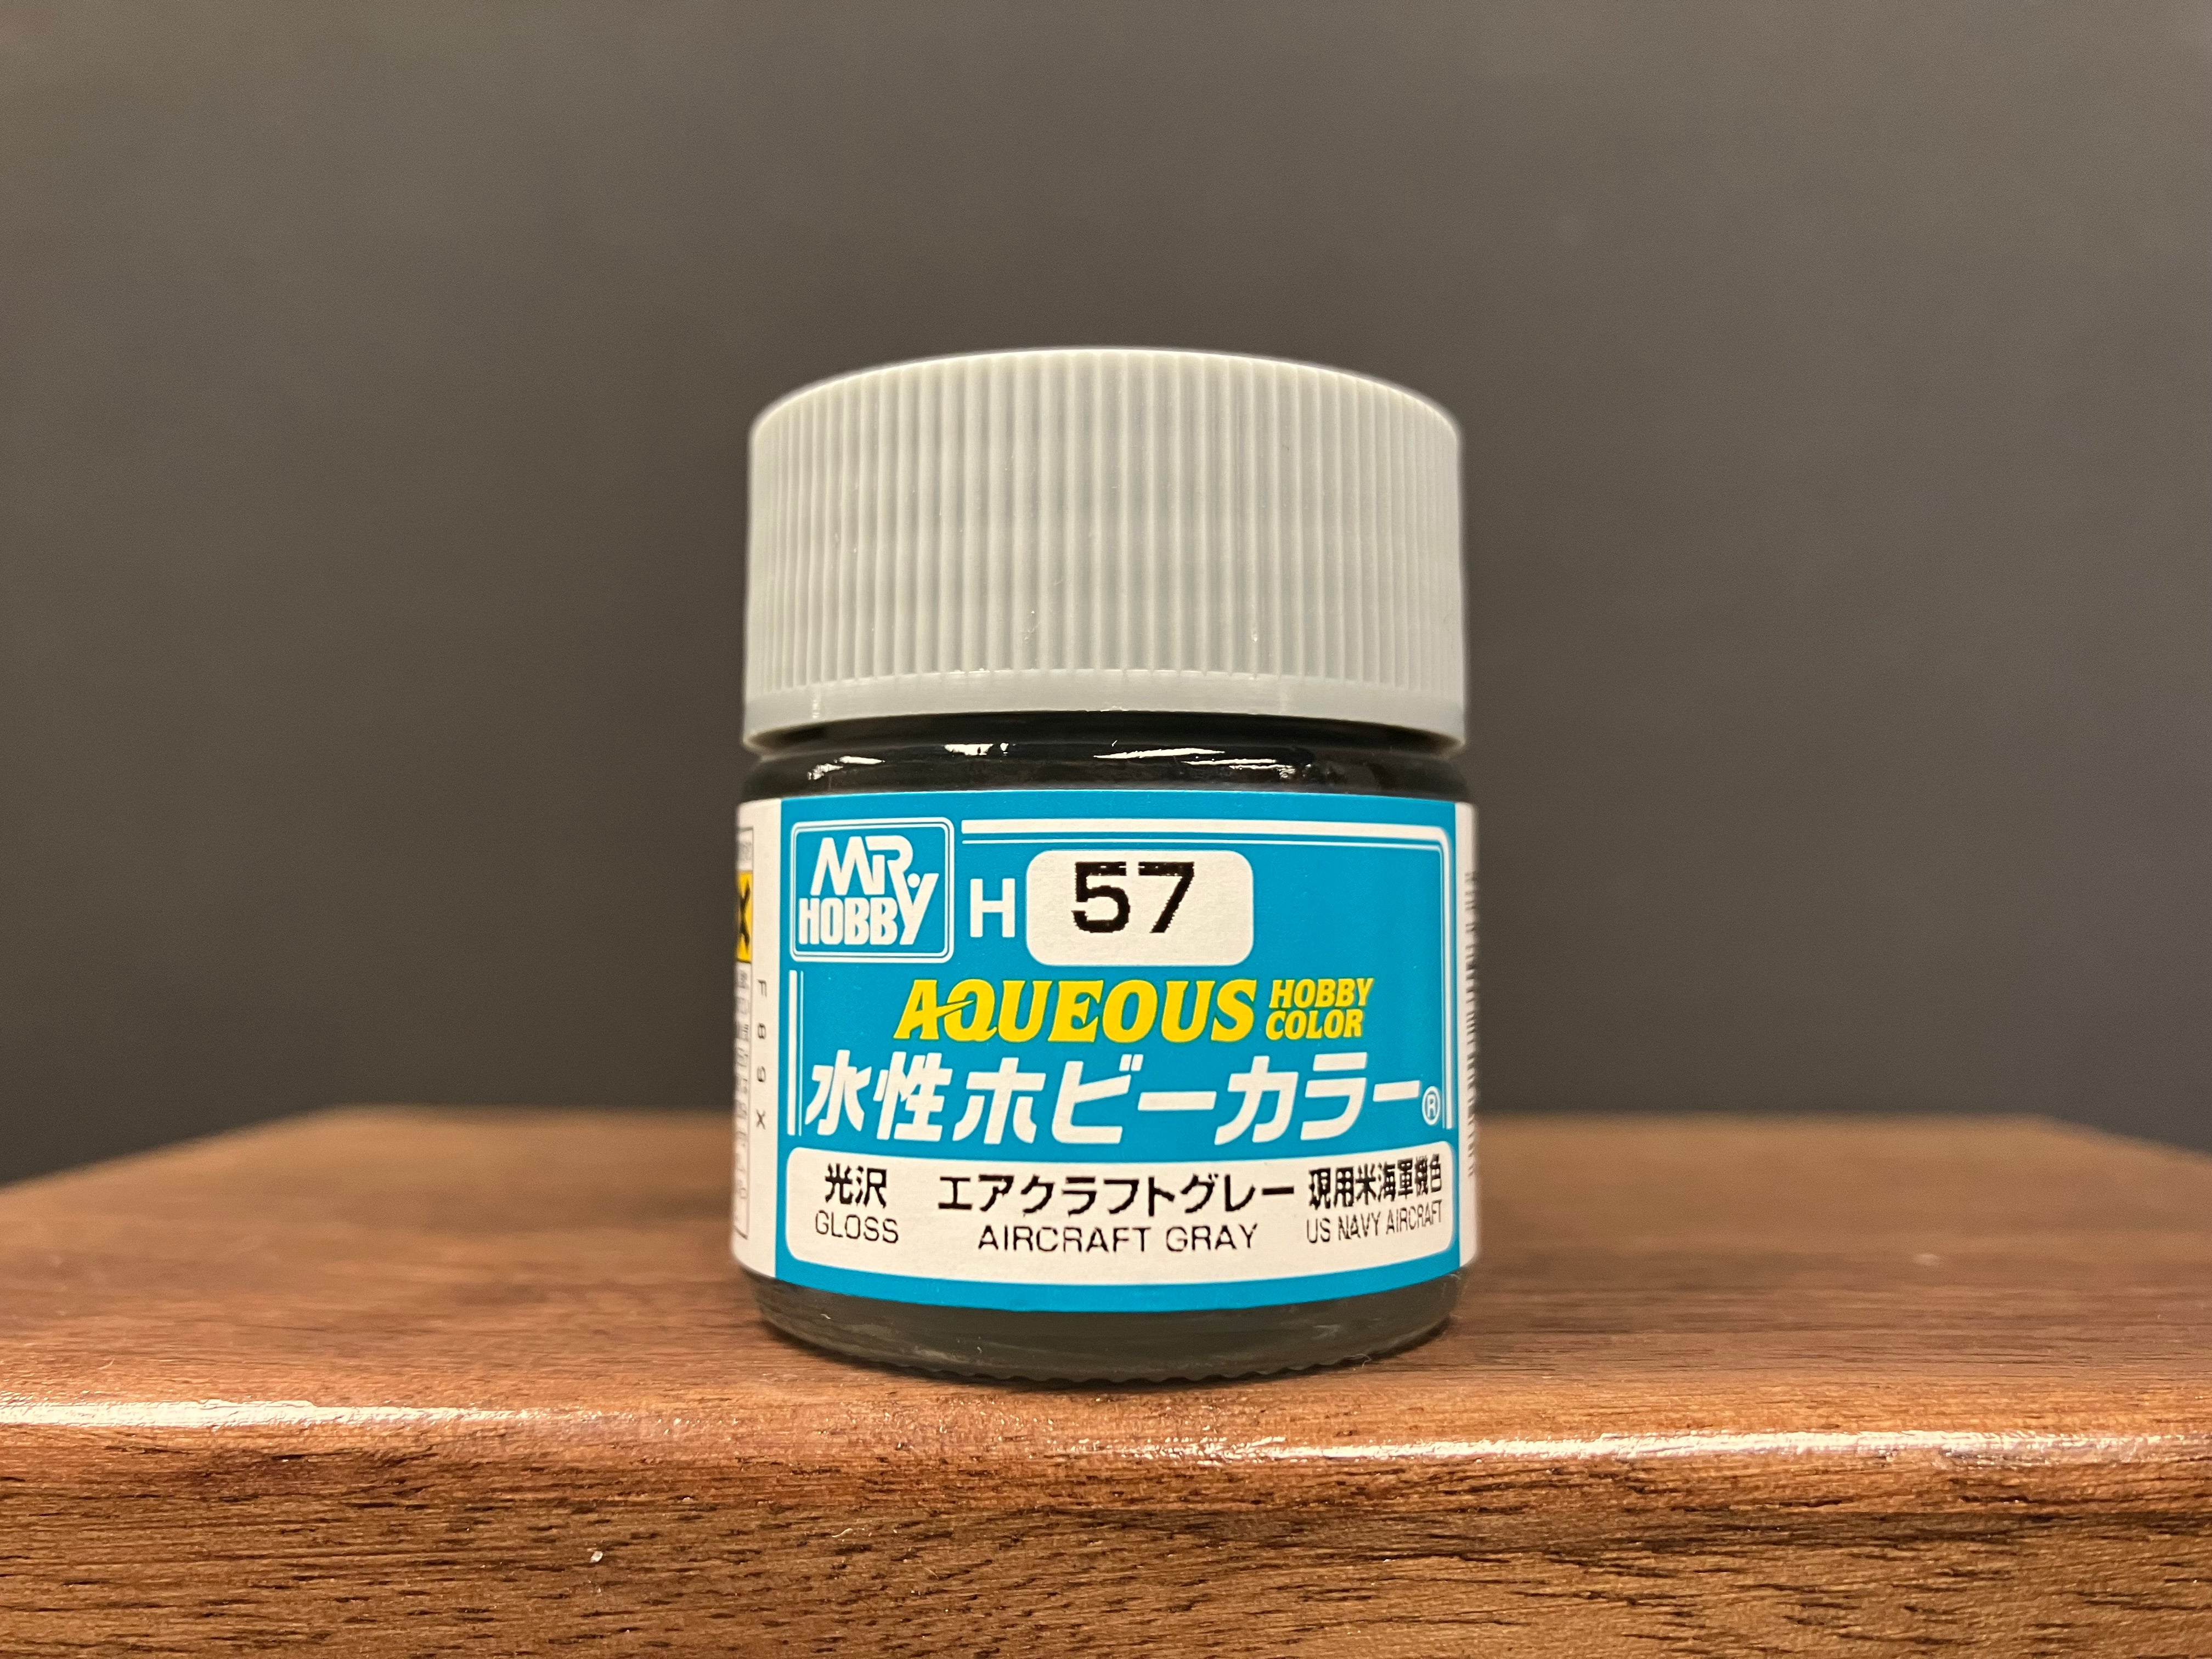 MR. HOBBY
H 57
AQUEOUS HOBBY COLOR
水性ホビーカラー®
光沢 エアクラフトグレー 現用米海軍機色
GLOSS AIRCRAFT GRAY US NAVY AIRCRAFT